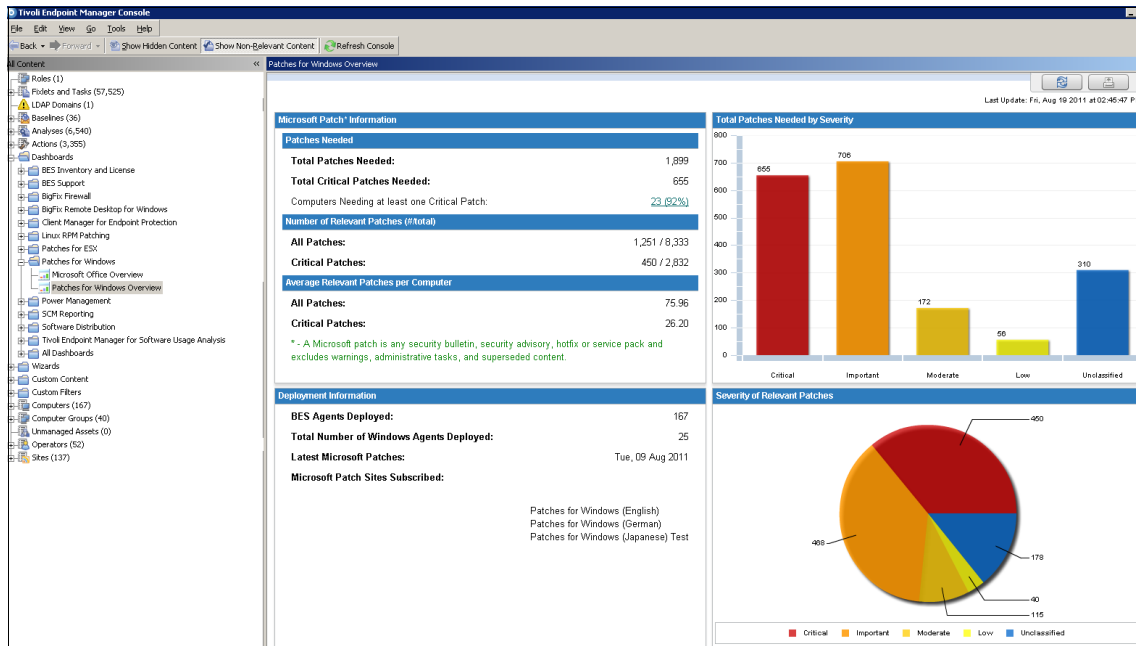 Tivoli Endpoint Manager Console
File Edit View Go Tools Help
Back Forward Show Hidden Content Show Non-Relevant Content Refresh Console
All Content
Roles (1)
Fixlets and Tasks (57,525)
LDAP Domains (1)
Baselines (36)
Analyses (6,540)
Actions (3,355)
Dashboards
BES Inventory and License
BES Support
BigFix Firewall
BigFix Remote Desktop for Windows
Client Manager for Endpoint Protection
Linux RPM Patching
Patches for ESX
Patches for Windows
Microsoft Office Overview
Patches for Windows Overview
Power Management
SCM Reporting
Software Distribution
Tivoli Endpoint Manager for Software Usage Analysis
All Dashboards
Wizards
Custom Content
Custom Filters
Computers (167)
Computer Groups (40)
Unmanaged Assets (0)
Operators (52)
Sites (137)
Patches for Windows Overview
Last Update: Fri, Aug 19 2011 at 02:45:47 P
Microsoft Patch* Information
Patches Needed
Total Patches Needed: 1,899
Total Critical Patches Needed: 655
Computers Needing at least one Critical Patch: 23 (92%)
Number of Relevant Patches (#/total)
All Patches: 1,251 / 8,333
Critical Patches: 450 / 2,832
Average Relevant Patches per Computer
All Patches: 75.96
Critical Patches: 26.20
* - A Microsoft patch is any security bulletin, security advisory, hotfix or service pack and
excludes warnings, administrative tasks, and superseded content.
Total Patches Needed by Severity
800
700
600
500
400
300
200
100
0
655
706
172
56
310
Critical Important Moderate Low Unclassified
Deployment Information
BES Agents Deployed: 167
Total Number of Windows Agents Deployed: 25
Latest Microsoft Patches: Tue, 09 Aug 2011
Microsoft Patch Sites Subscribed:
Patches for Windows (English)
Patches for Windows (German)
Patches for Windows (Japanese) Test
Severity of Relevant Patches
450
468
178
40
115
Critical Important Moderate Low Unclassified